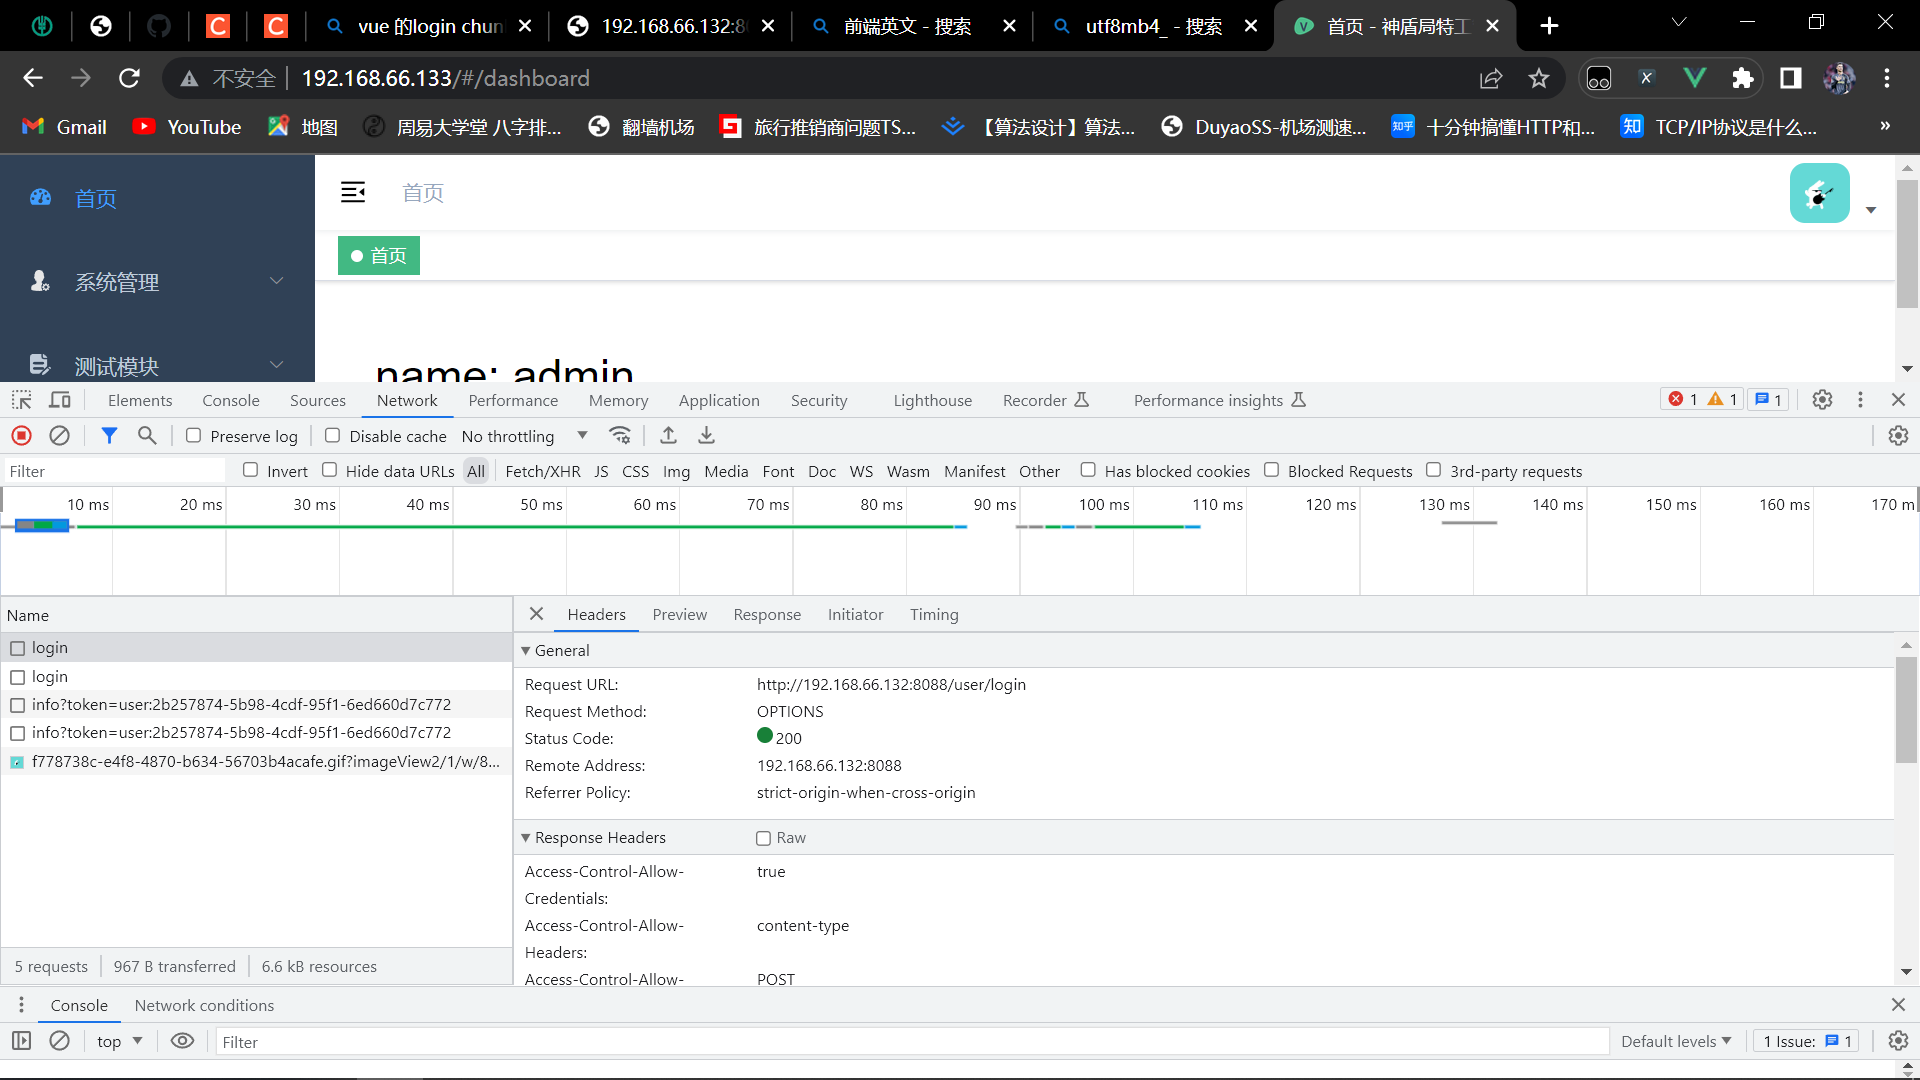 vue 的login chun
192.168.66.132:8
前端英文 - 搜索
utf8mb4_ - 搜索
首页 - 神盾局特工
不安全 192.168.66.133/#/dashboard
Gmail YouTube 地图 周易大学堂 八字排... 翻墙机场 旅行推销商问题TS... 【算法设计】算法... DuyaoSS-机场测速... 知乎 十分钟搞懂HTTP和... 知 TCP/IP协议是什么... »
首页
系统管理
测试模块
首页
首页
name: admin
Elements Console Sources Network Performance Memory Application Security Lighthouse Recorder Performance insights 1 1 1
Preserve log Disable cache No throttling
Filter Invert Hide data URLs All Fetch/XHR JS CSS Img Media Font Doc WS Wasm Manifest Other Has blocked cookies Blocked Requests 3rd-party requests
10 ms 20 ms 30 ms 40 ms 50 ms 60 ms 70 ms 80 ms 90 ms 100 ms 110 ms 120 ms 130 ms 140 ms 150 ms 160 ms 170 m
Name
login
login
info?token=user:2b257874-5b98-4cdf-95f1-6ed660d7c772
info?token=user:2b257874-5b98-4cdf-95f1-6ed660d7c772
f778738c-e4f8-4870-b634-56703b4acafe.gif?imageView2/1/w/8...
5 requests 967 B transferred 6.6 kB resources
Headers Preview Response Initiator Timing
General
Request URL: http://192.168.66.132:8088/user/login
Request Method: OPTIONS
Status Code: 200
Remote Address: 192.168.66.132:8088
Referrer Policy: strict-origin-when-cross-origin
Response Headers Raw
Access-Control-Allow- true
Credentials:
Access-Control-Allow- content-type
Headers:
Access-Control-Allow- POST
Console Network conditions
top Filter Default levels 1 Issue: 1